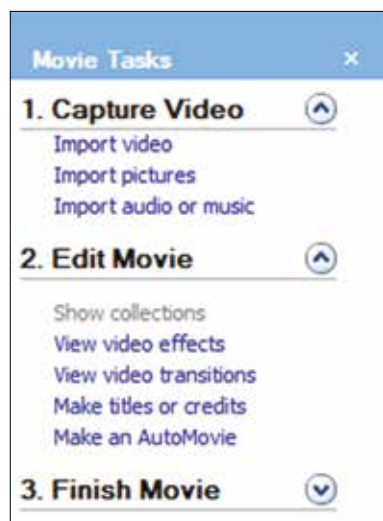 Movie Tasks
1. Capture Video
Import video
Import pictures
Import audio or music
2. Edit Movie
Show collections
View video effects
View video transitions
Make titles or credits
Make an AutoMovie
3. Finish Movie